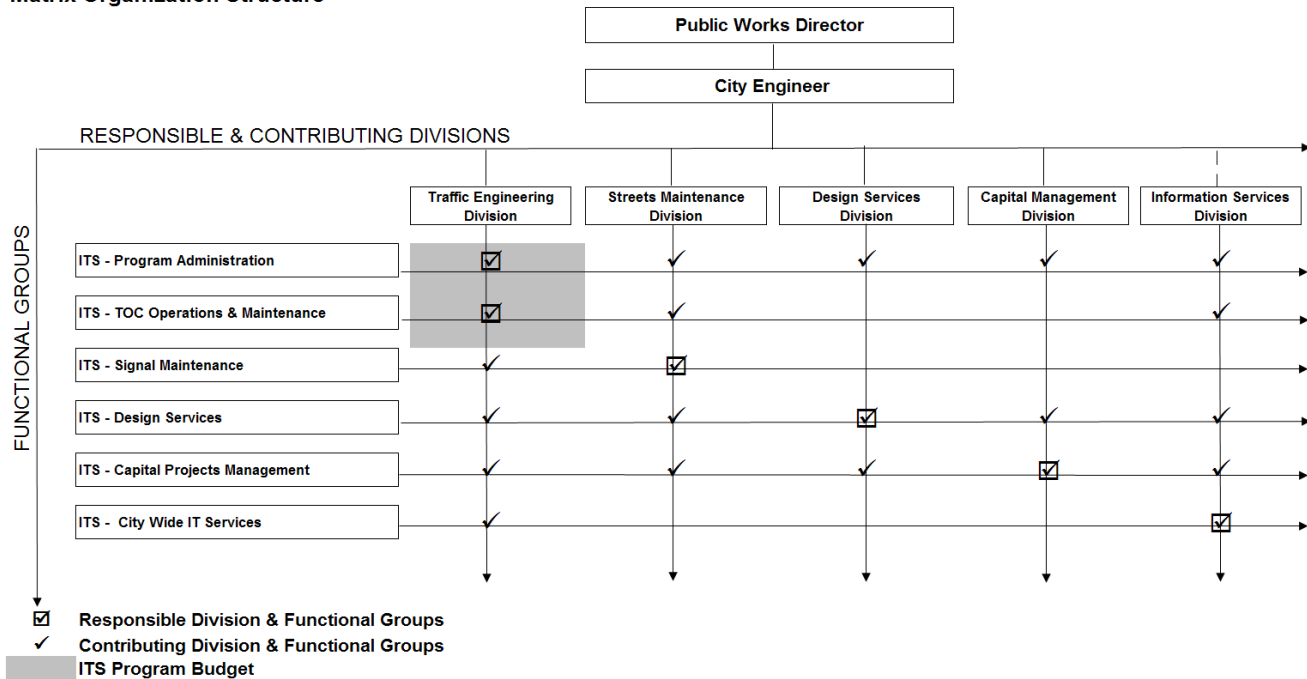 Matrix Organization Structure
Public Works Director
City Engineer
RESPONSIBLE & CONTRIBUTING DIVISIONS
FUNCTIONAL GROUPS
Traffic Engineering
Division
Streets Maintenance
Division
Design Services
Division
Capital Management
Division
Information Services
Division
ITS - Program Administration
ITS - TOC Operations & Maintenance
ITS - Signal Maintenance
ITS - Design Services
ITS - Capital Projects Management
ITS - City Wide IT Services
Responsible Division & Functional Groups
Contributing Division & Functional Groups
ITS Program Budget